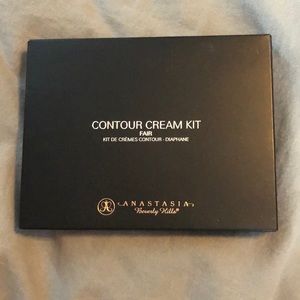 CONTOUR CREAM KIT
FAIR
KIT DE CRÈMES CONTOUR · DIAPHANE
ANASTASIA
Beverly Hills®